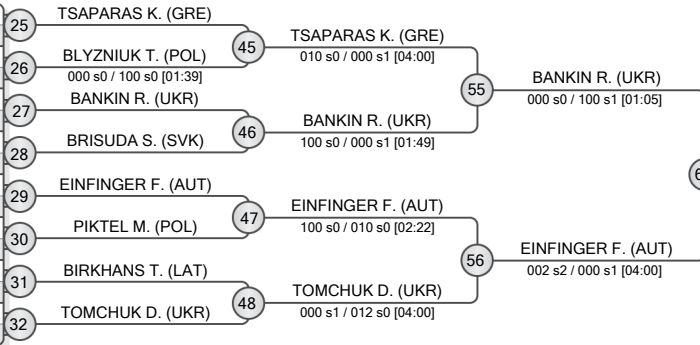 25
TSAPARAS K. (GRE)
26
BLYZNIUK T. (POL)
000 s0 / 100 s0 [01:39]
27
BANKIN R. (UKR)
28
BRISUDA S. (SVK)
29
EINFINGER F. (AUT)
30
PIKTEL M. (POL)
31
BIRKHANS T. (LAT)
32
TOMCHUK D. (UKR)
45
TSAPARAS K. (GRE)
010 s0 / 000 s1 [04:00]
46
BANKIN R. (UKR)
100 s0 / 000 s1 [01:49]
47
EINFINGER F. (AUT)
100 s0 / 010 s0 [02:22]
48
TOMCHUK D. (UKR)
000 s1 / 012 s0 [04:00]
55
BANKIN R. (UKR)
000 s0 / 100 s1 [01:05]
56
EINFINGER F. (AUT)
002 s2 / 000 s1 [04:00]